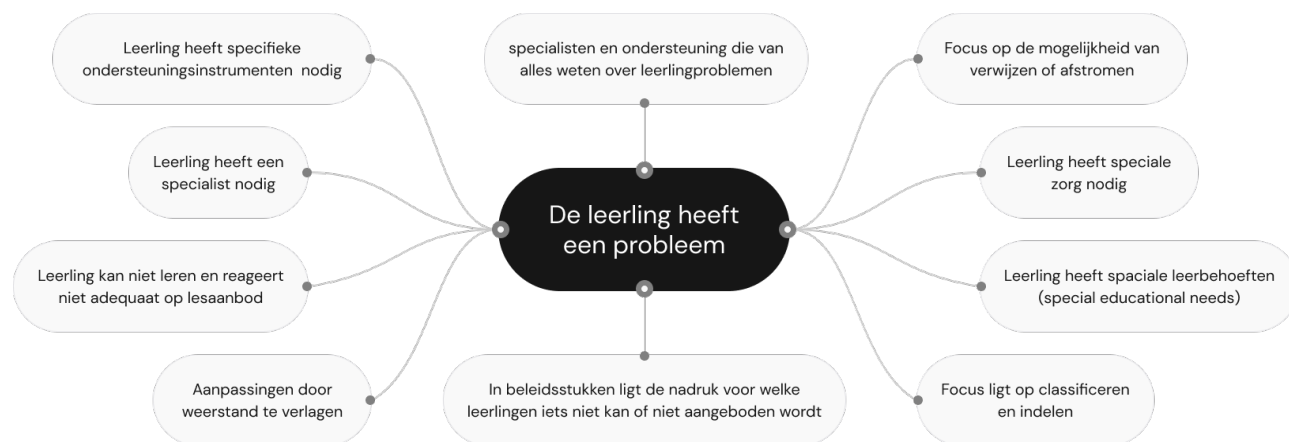 Leerling heeft specifieke
ondersteuningsinstrumenten nodig
specialisten en ondersteuning die van
alles weten over leerlingproblemen
Focus op de mogelijkheid van
verwijzen of afstromen
Leerling heeft een
specialist nodig
Leerling heeft speciale
zorg nodig
De leerling heeft
een probleem
Leerling kan niet leren en reageert
niet adequaat op lesaanbod
Leerling heeft spaciale leerbehoeften
(special educational needs)
Aanpassingen door
weerstand te verlagen
In beleidsstukken ligt de nadruk voor welke
leerlingen iets niet kan of niet aangeboden wordt
Focus ligt op classificeren
en indelen